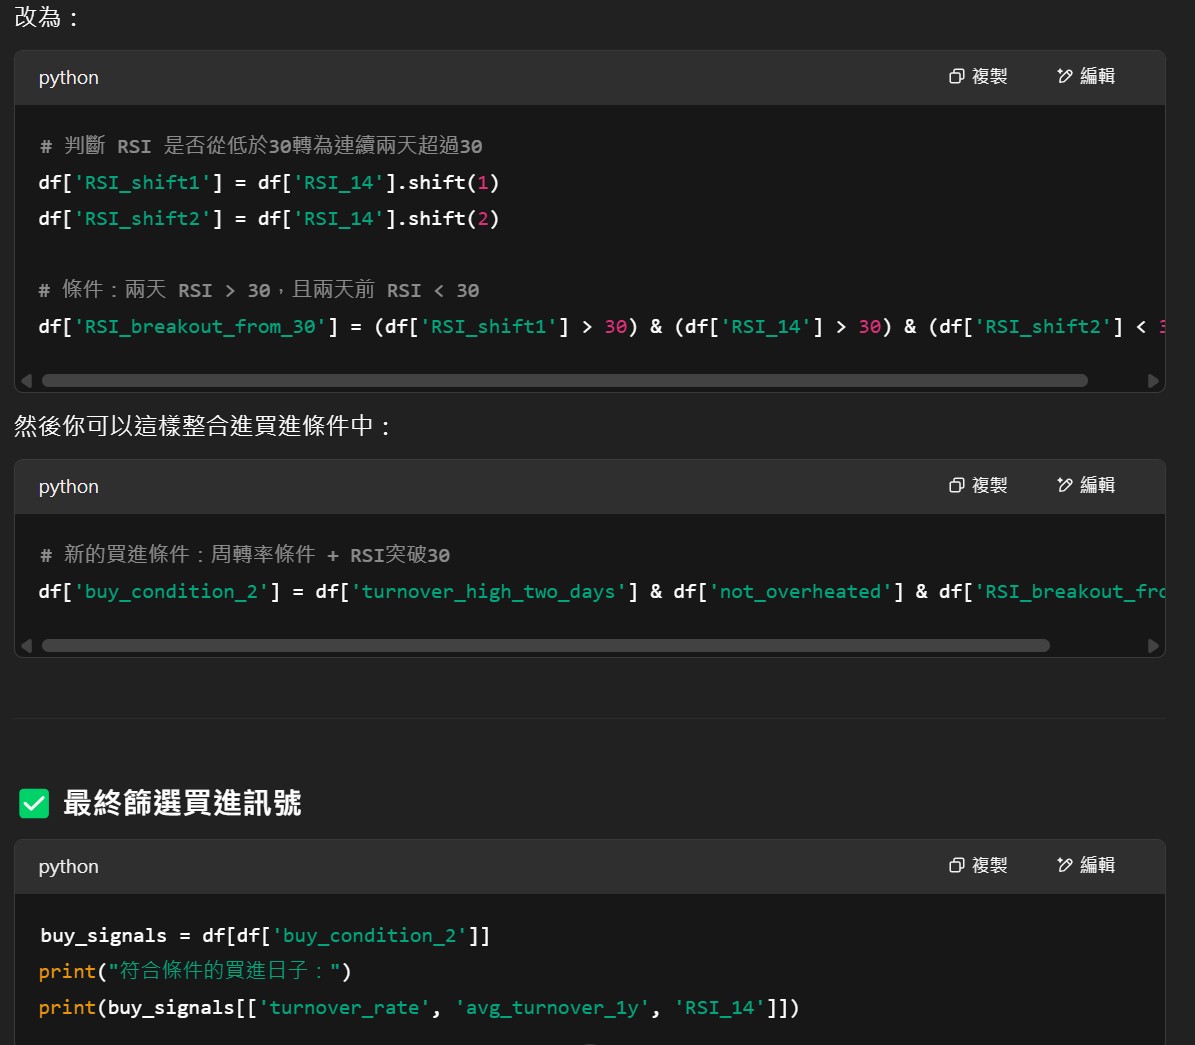 改為：
python
複製
編輯
# 判斷 RSI 是否從低於30轉為連續兩天超過30
df['RSI_shift1'] = df['RSI_14'].shift(1)
df['RSI_shift2'] = df['RSI_14'].shift(2)
# 條件：兩天 RSI > 30，且兩天前 RSI < 30
df['RSI_breakout_from_30'] = (df['RSI_shift1'] > 30) & (df['RSI_14'] > 30) & (df['RSI_shift2'] <
然後你可以這樣整合進買進條件中：
python
複製
編輯
# 新的買進條件：周轉率條件 + RSI突破30
df['buy_condition_2'] = df['turnover_high_two_days'] & df['not_overheated'] & df['RSI_breakout_fro
最終篩選買進訊號
python
複製
編輯
buy_signals = df[df['buy_condition_2']]
print("符合條件的買進日子：")
print(buy_signals[['turnover_rate', 'avg_turnover_1y', 'RSI_14']])